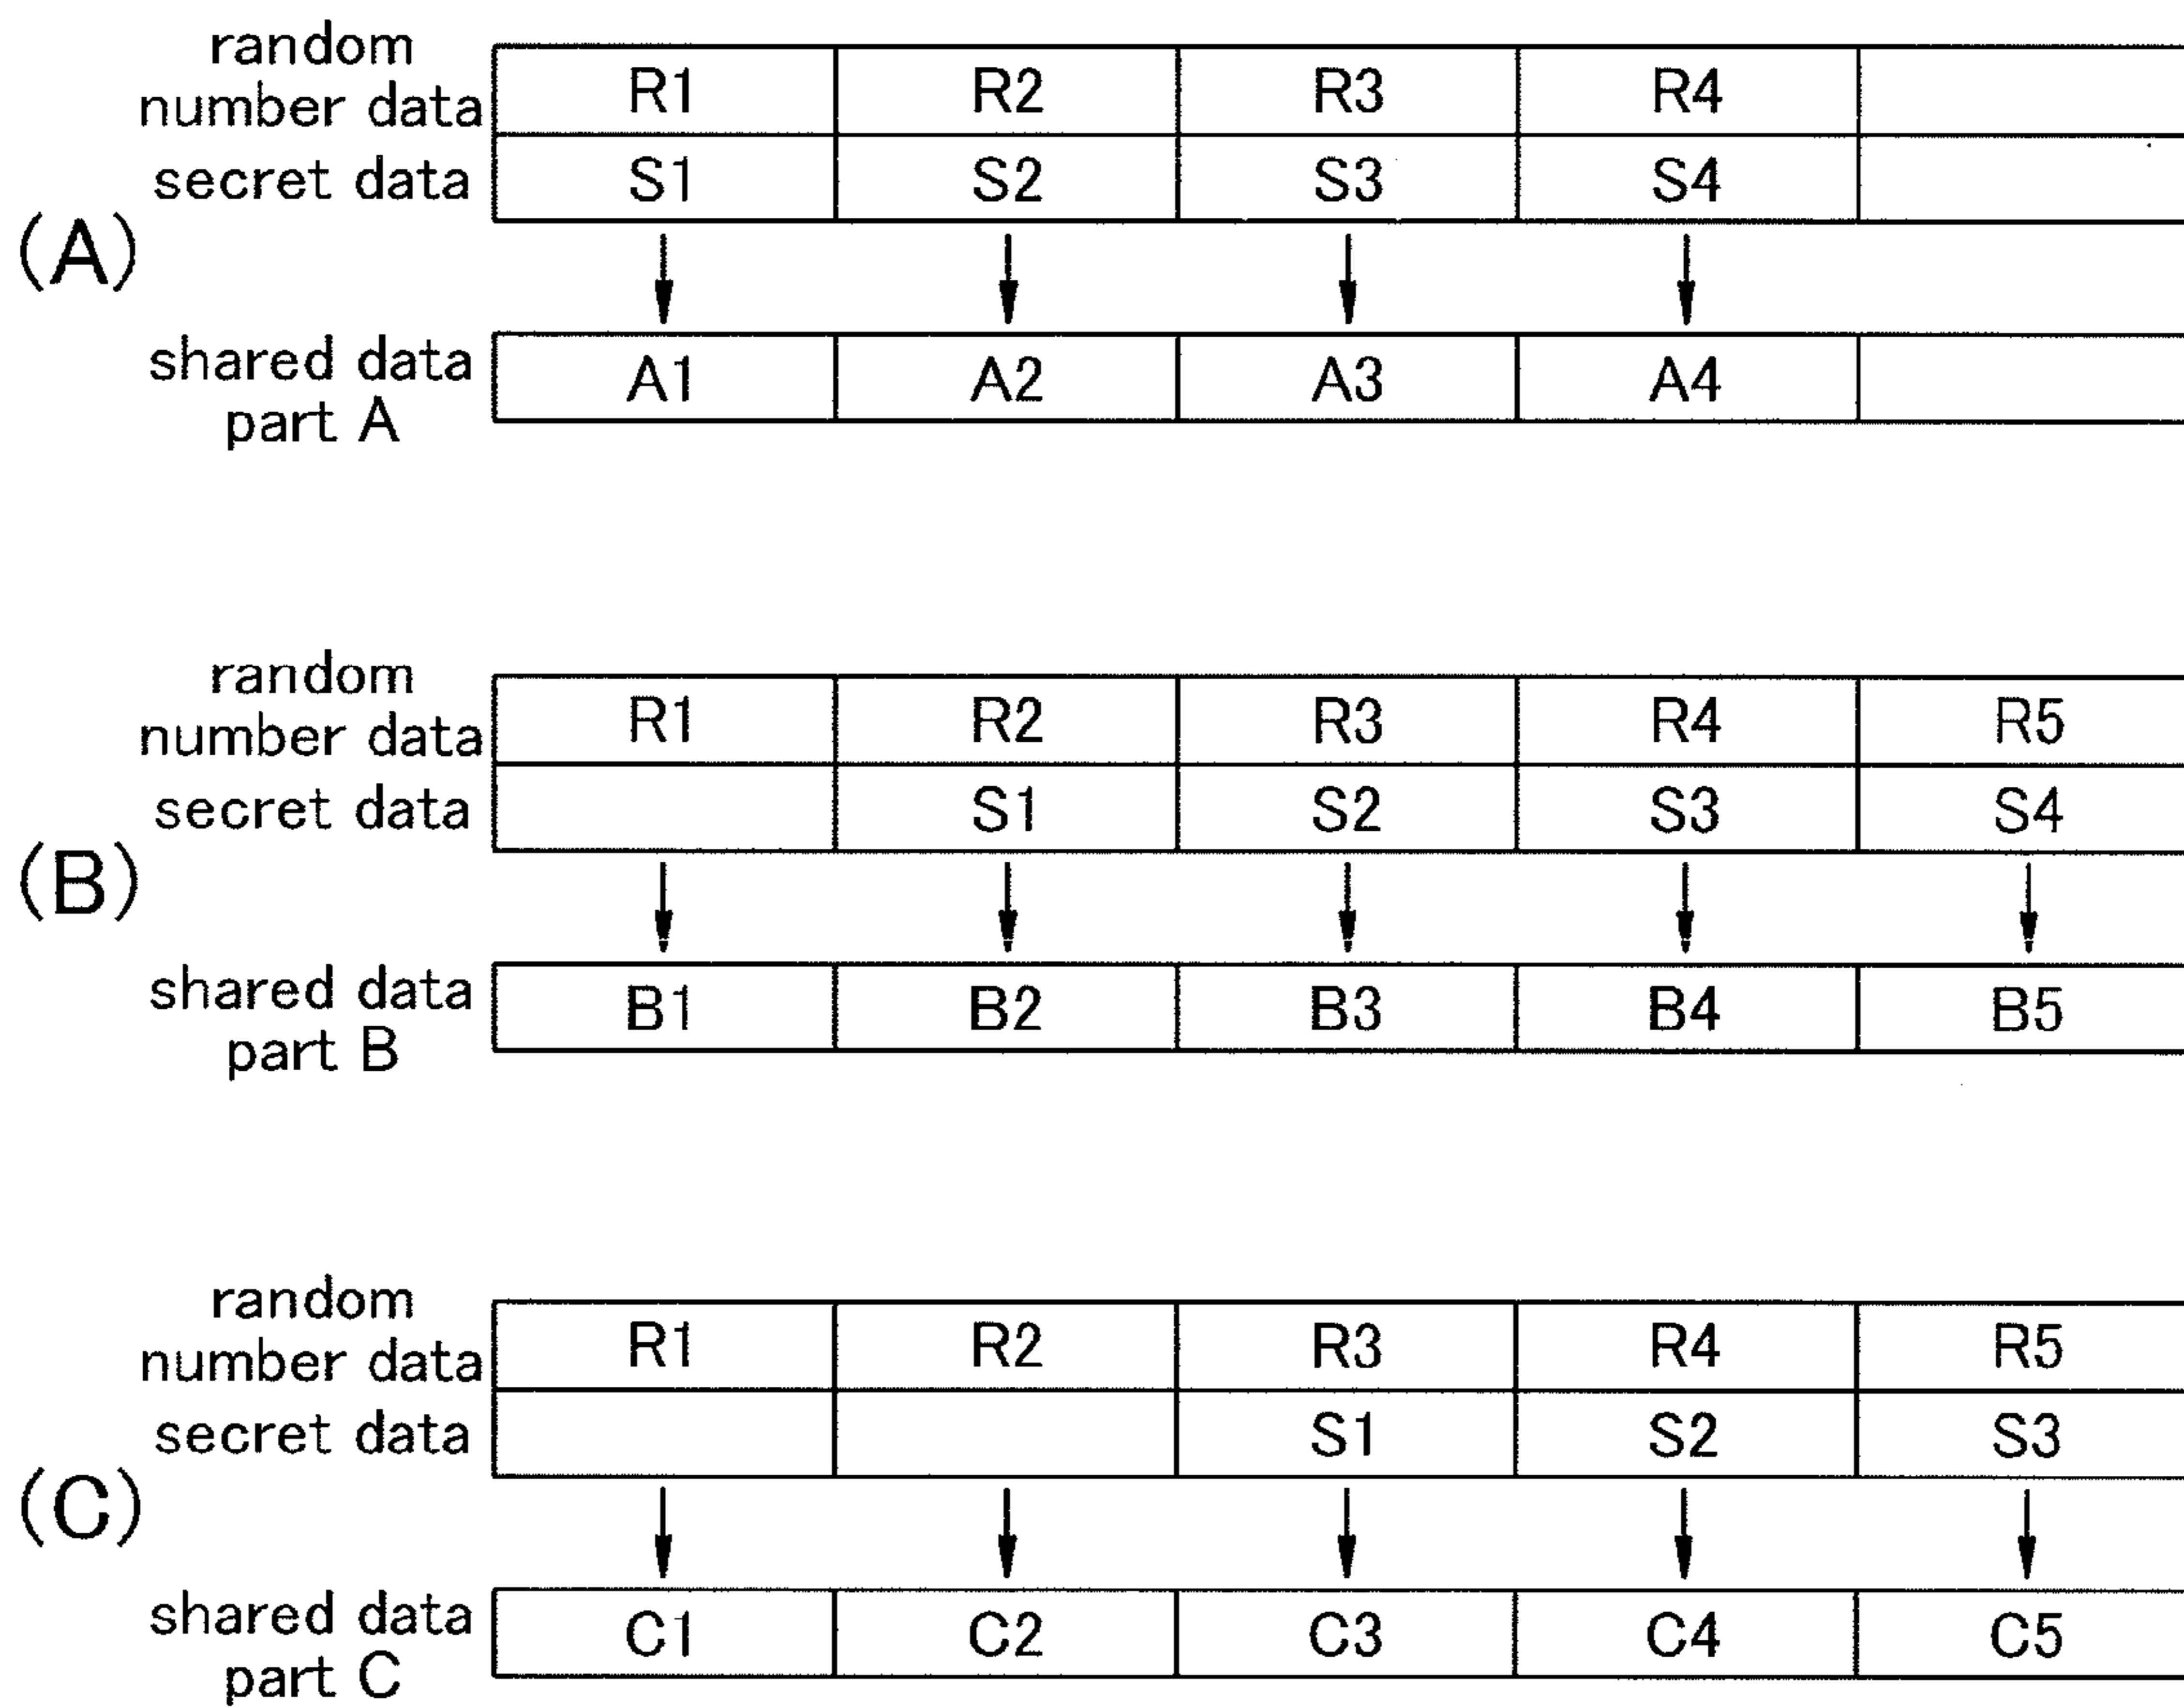 random
number data R1 R2 R3 R4
secret data S1 S2 S3 S4
(A)
shared data
part A A1 A2 A3 A4
random
number data R1 R2 R3 R4 R5
secret data S1 S2 S3 S4
(B)
shared data
part B B1 B2 B3 B4 B5
random
number data R1 R2 R3 R4 R5
secret data S1 S2 S3
(C)
shared data
part C C1 C2 C3 C4 C5